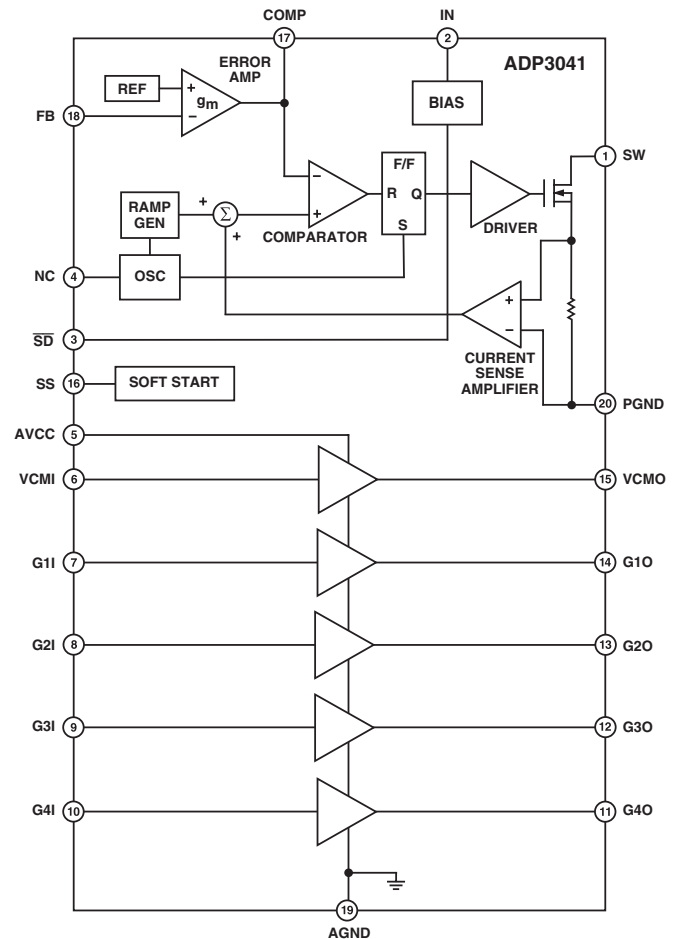 COMP
IN
17
2
ADP3041
ERROR
AMP
REF
+
gm
−
BIAS
FB
18
F/F
R Q
S
−
+
COMPARATOR
DRIVER
1
SW
RAMP
GEN
+
Σ
+
NC
4
OSC
SD
3
+
−
CURRENT
SENSE
AMPLIFIER
SS
16
SOFT START
20
PGND
AVCC
5
VCMI
6
15
VCMO
G1I
7
14
G1O
G2I
8
13
G2O
G3I
9
12
G3O
G4I
10
11
G4O
19
AGND